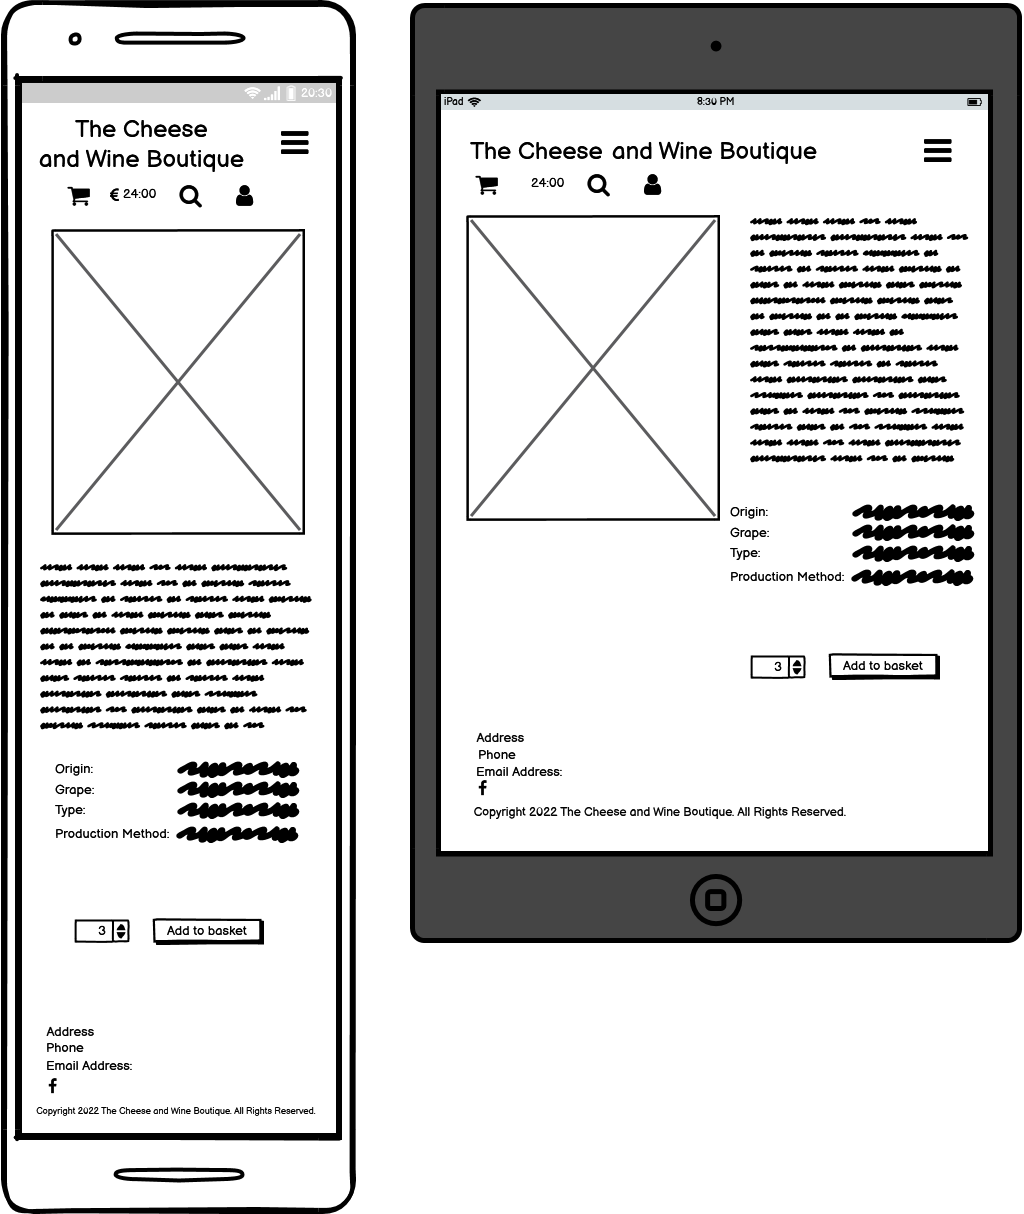 20:30
The Cheese
and Wine Boutique
€ 24:00
Origin:
Grape:
Type:
Production Method:
3
Add to basket
Address
Phone
Email Address:
f
Copyright 2022 The Cheese and Wine Boutique. All Rights Reserved.
iPad
8:30 PM
The Cheese and Wine Boutique
24:00
Origin:
Grape:
Type:
Production Method:
3
Add to basket
Address
Phone
Email Address:
f
Copyright 2022 The Cheese and Wine Boutique. All Rights Reserved.